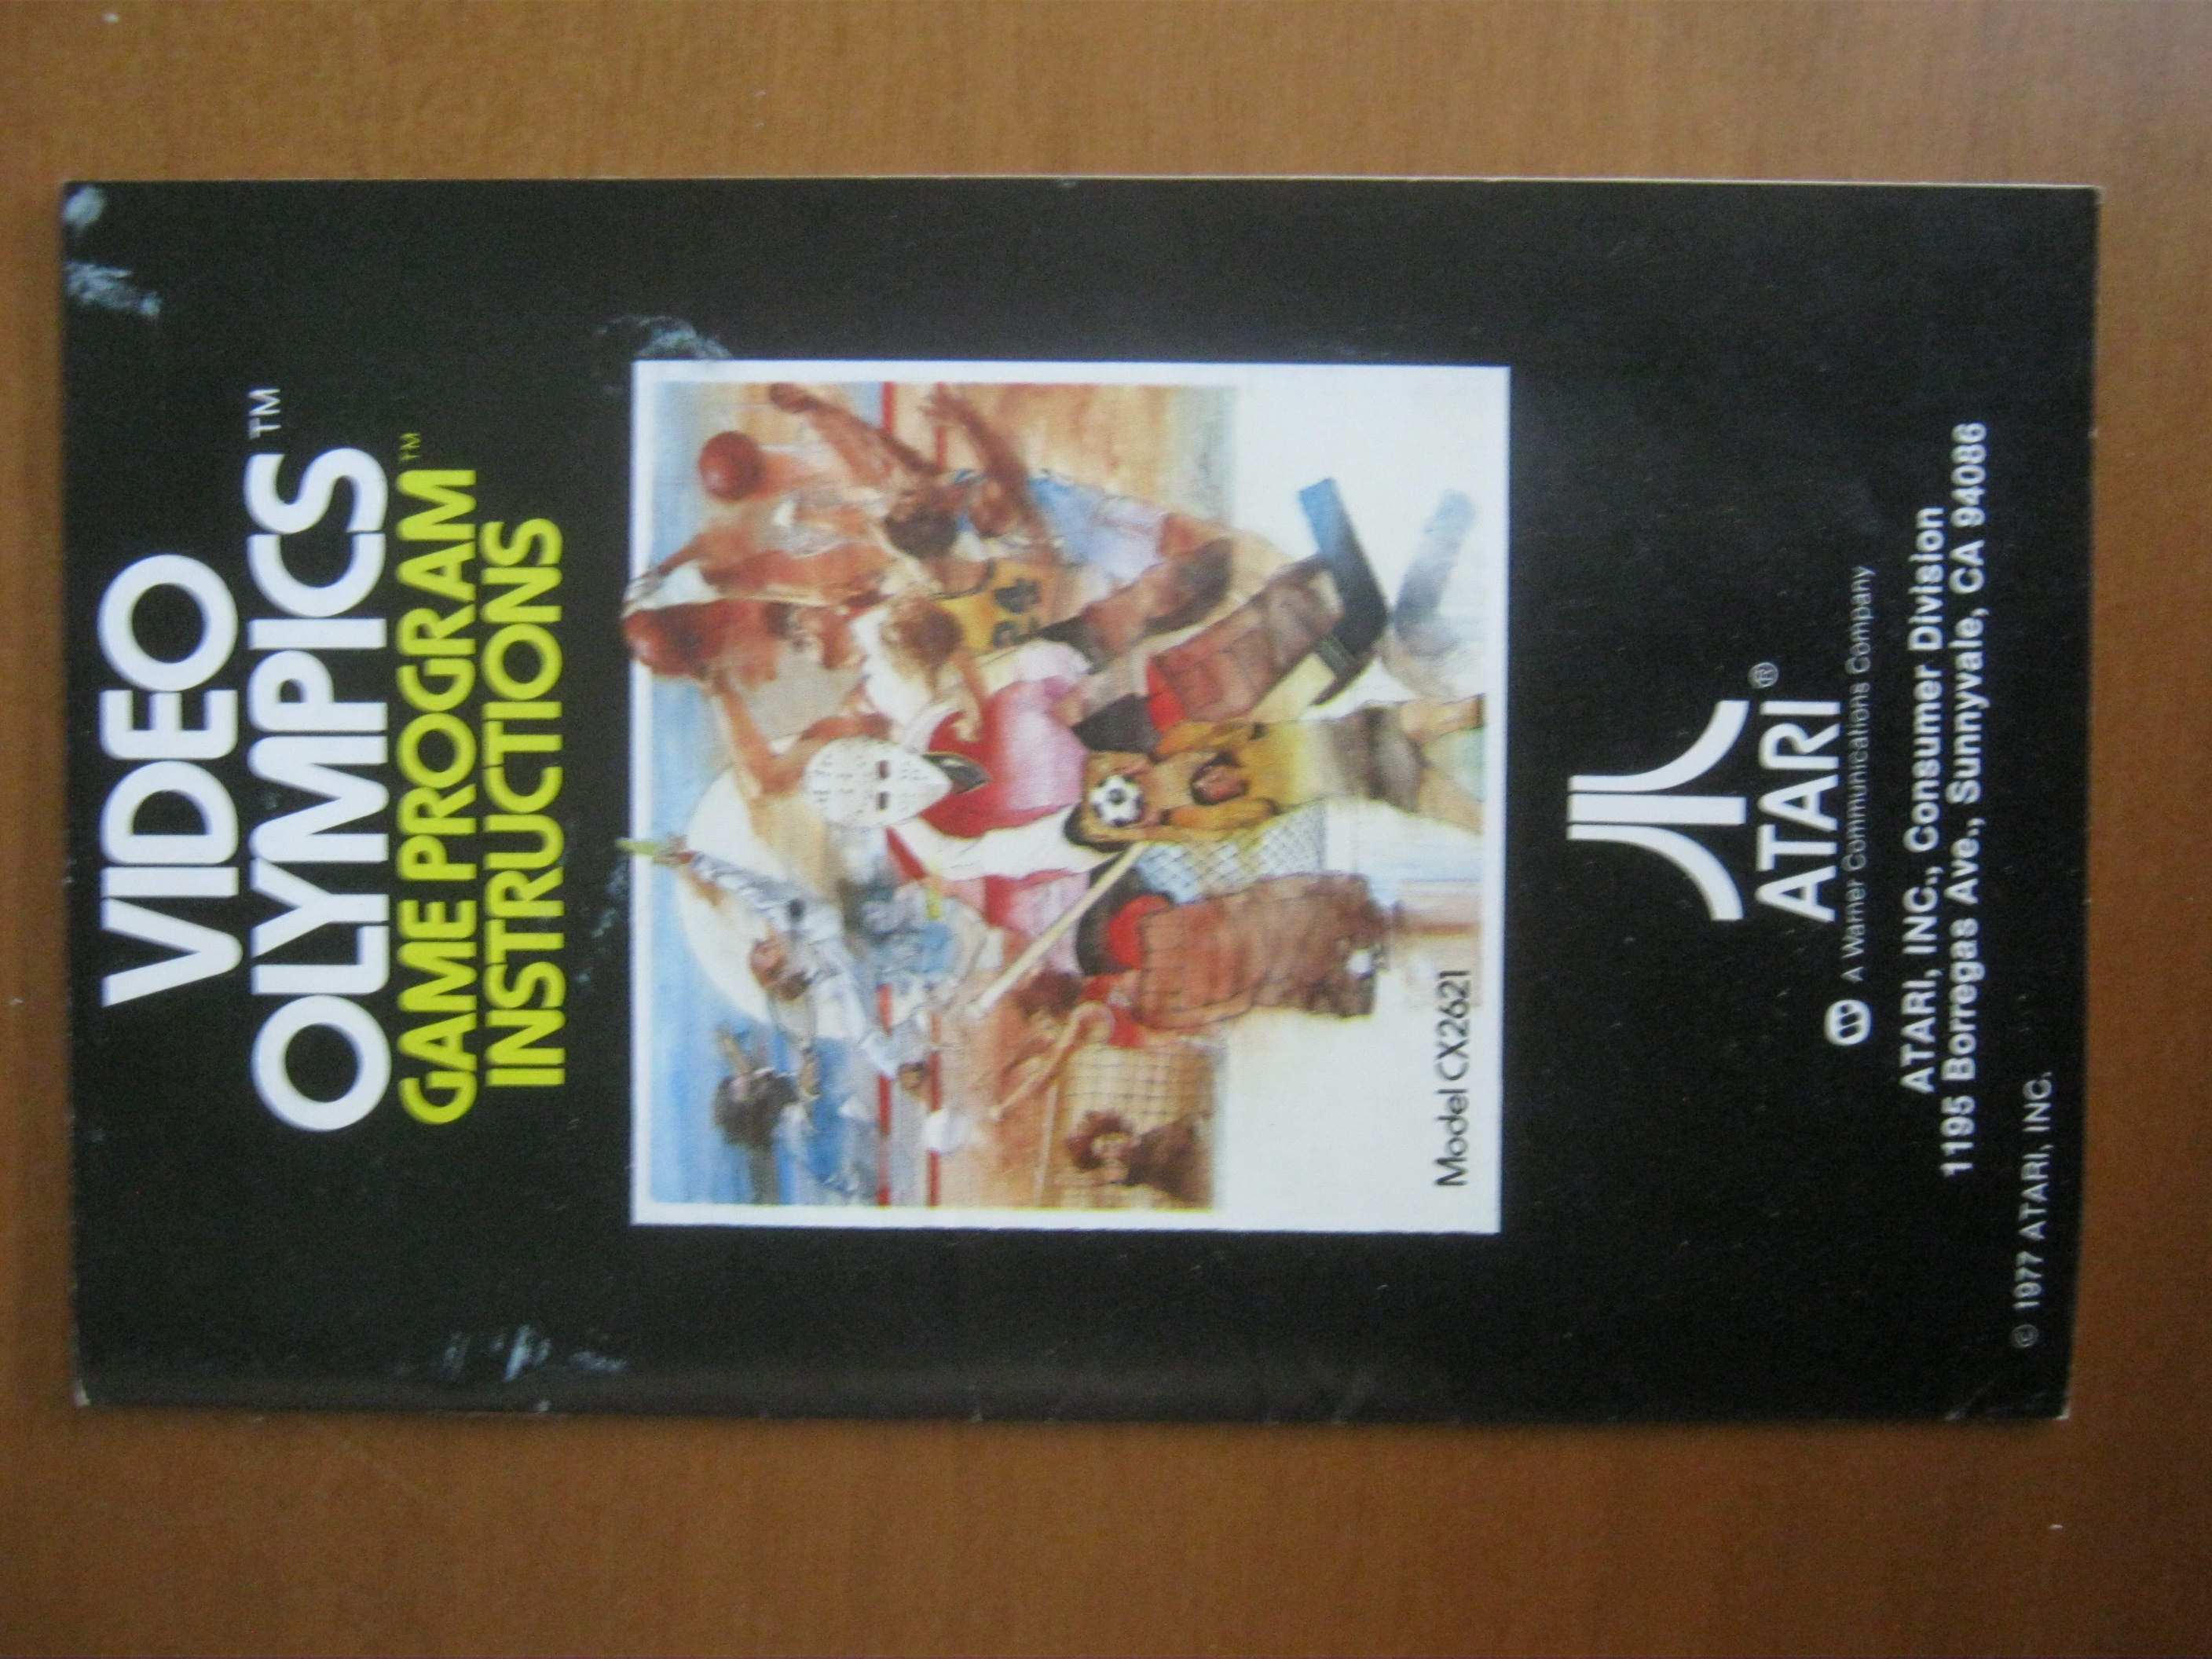 VIDEO
OLYMPICS™
GAME PROGRAM™
INSTRUCTIONS
24
Model CX2621
ATARI®
A Warner Communications Company
ATARI, INC., Consumer Division
1195 Borregas Ave., Sunnyvale, CA 94086
© 1977 ATARI, INC.